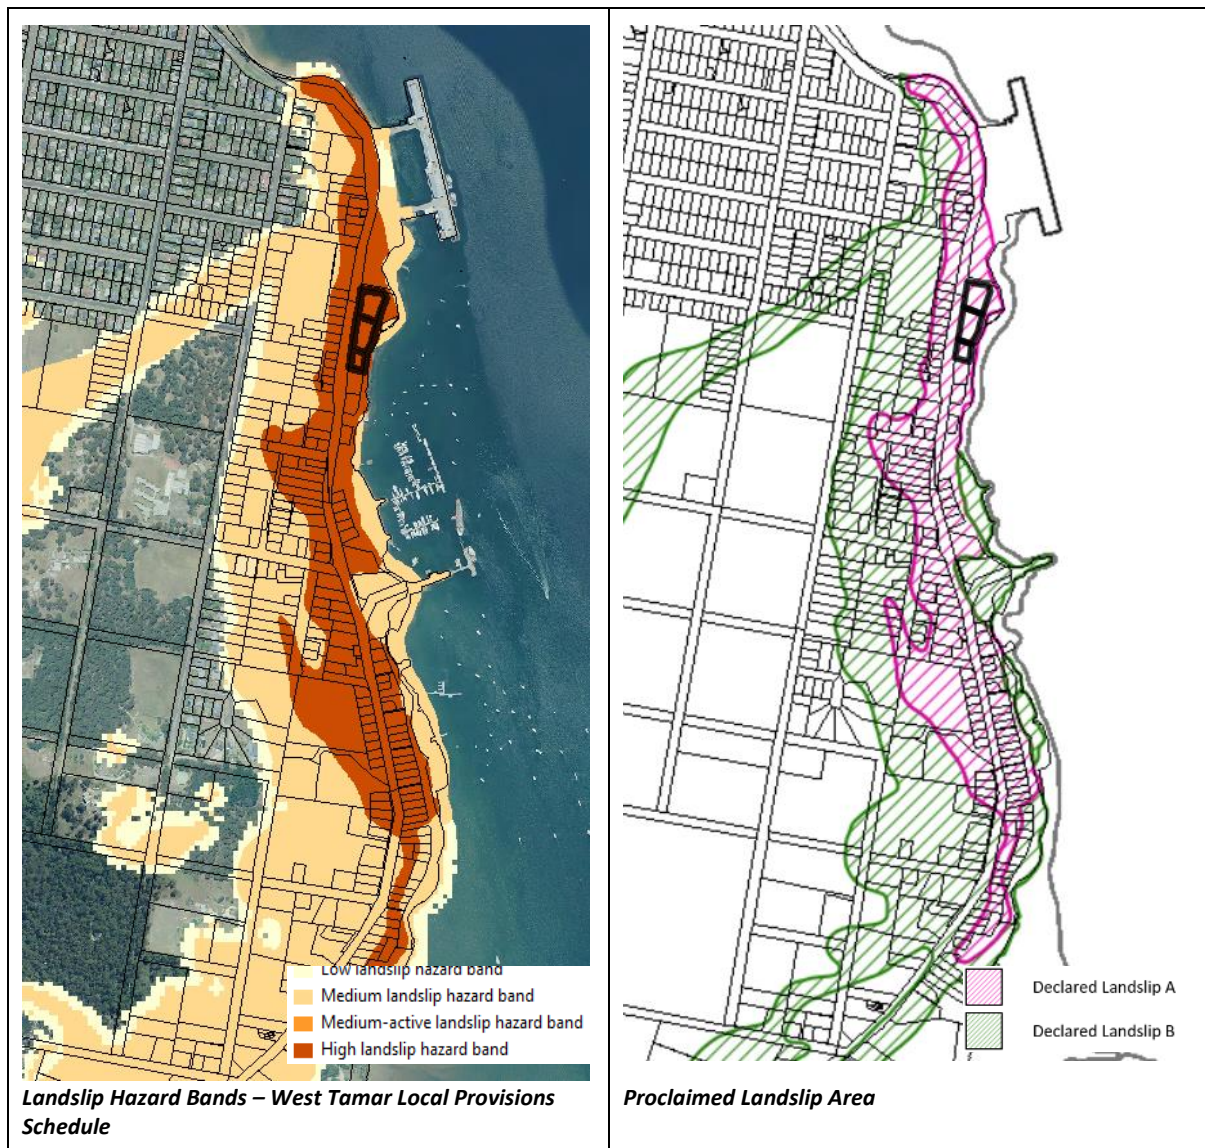 Low landslip hazard band
Medium landslip hazard band
Medium-active landslip hazard band
High landslip hazard band
Declared Landslip A
Declared Landslip B
Landslip Hazard Bands – West Tamar Local Provisions
Schedule
Proclaimed Landslip Area